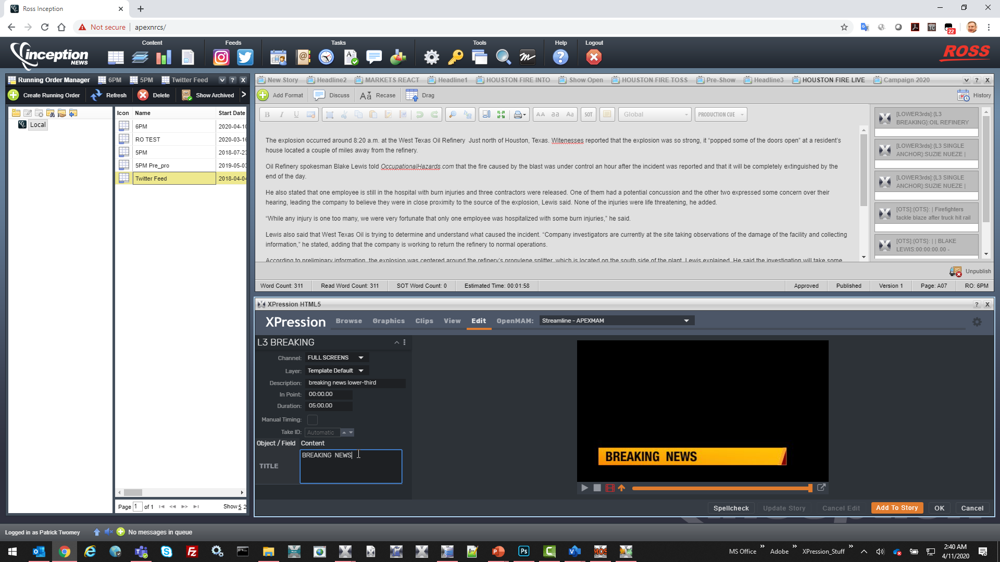 Ross Inception
Not secure | apexnrcs/
22
inception
NEWS
Content
Feeds
Tasks
Tools
Help
Logout
ROSS
Running Order Manager
6PM
5PM
Twitter Feed
Create Running Order
Refresh
Delete
Show Archived
Local
Icon Name Start Date
6PM 2020-04-10
RO TEST 2020-03-16
5PM 2018-07-23
5PM Pre_pro 2019-05-03
Twitter Feed 2018-04-04
Page 1 of 1
Show 5 2
New Story
Headline2
MARKETS REACT
Headline1
HOUSTON FIRE INTO
Show Open
HOUSTON FIRE TOSS
Pre-Show
Headline3
HOUSTON FIRE LIVE
Campaign 2020
Add Format
Discuss
Recase
Drag
History
B I U
AA aa Aa
SOT
Global
PRODUCTION CUE
The explosion occurred around 8:20 a.m. at the West Texas Oil Refinery Just north of Houston, Texas. Witenesses reported that the explosion was so strong, it “popped some of the doors open” at a resident’s
house located a couple of miles away from the refinery.
Oil Refinery spokesman Blake Lewis told OccupationalHazards.com that the fire caused by the blast was under control an hour after the incident was reported and that it will be completely extinguished by the
end of the day.
He also stated that one employee is still in the hospital with burn injuries and three contractors were released. One of them had a potential concussion and the other two expressed some concern over their
hearing, leading the company to believe they were in close proximity to the source of the explosion, Lewis said. None of the injuries were life threatening, he added.
“While any injury is one too many, we were very fortunate that only one employee was hospitalized with some burn injuries,” he said.
Lewis also said that West Texas Oil is trying to determine and understand what caused the incident. “Company investigators are currently at the site taking observations of the damage of the facility and collecting
information,” he stated, adding that the company is working to return the refinery to normal operations.
According to preliminary information, the explosion was centered around the refinery’s propylene splitter, which is located on the south side of the plant, Lewis explained. He said the investigation will take some
[LOWER3rds]:{L3
BREAKING}:OIL REFINERY
[LOWER3rds]:{L3 SINGLE
ANCHOR}:SUZIE NUEZE |
[LOWER3rds]:{L3 SINGLE
ANCHOR}:SUZIE NUEZE |
[OTS]:{OTS}: | Firefighters
tackle blaze after truck hit rail
[OTS]:{OTS}: | | BLAKE
LEWIS:00:00:00.00 -
Unpublish
Word Count: 311
Read Word Count: 311
SOT Word Count: 0
Estimated Time: 00:01:58
Approved
Published
Version 1
Page: A07
RO: 6PM
XPression HTML5
XPression
Browse
Graphics
Clips
View
Edit
OpenMAM:
Streamline - APEXMAM
L3 BREAKING
Channel: FULL SCREENS
Layer: Template Default
Description: breaking news lower-third
In Point: 00:00.00
Duration: 05:00.00
Manual Timing:
Take ID: Automatic
Object / Field Content
TITLE BREAKING NEWS
BREAKING NEWS
Spellcheck
Update Story
Cancel Edit
Add To Story
OK
Cancel
Logged in as Patrick Twomey
No messages in queue
MS Office
Adobe
XPression_Stuff
2:40 AM
4/11/2020